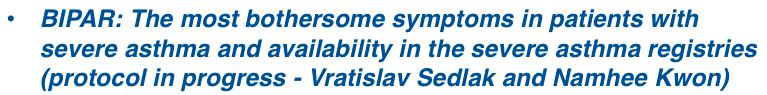 • BIPAR: The most bothersome symptoms in patients with
severe asthma and availability in the severe asthma registries
(protocol in progress - Vratislav Sedlak and Namhee Kwon)